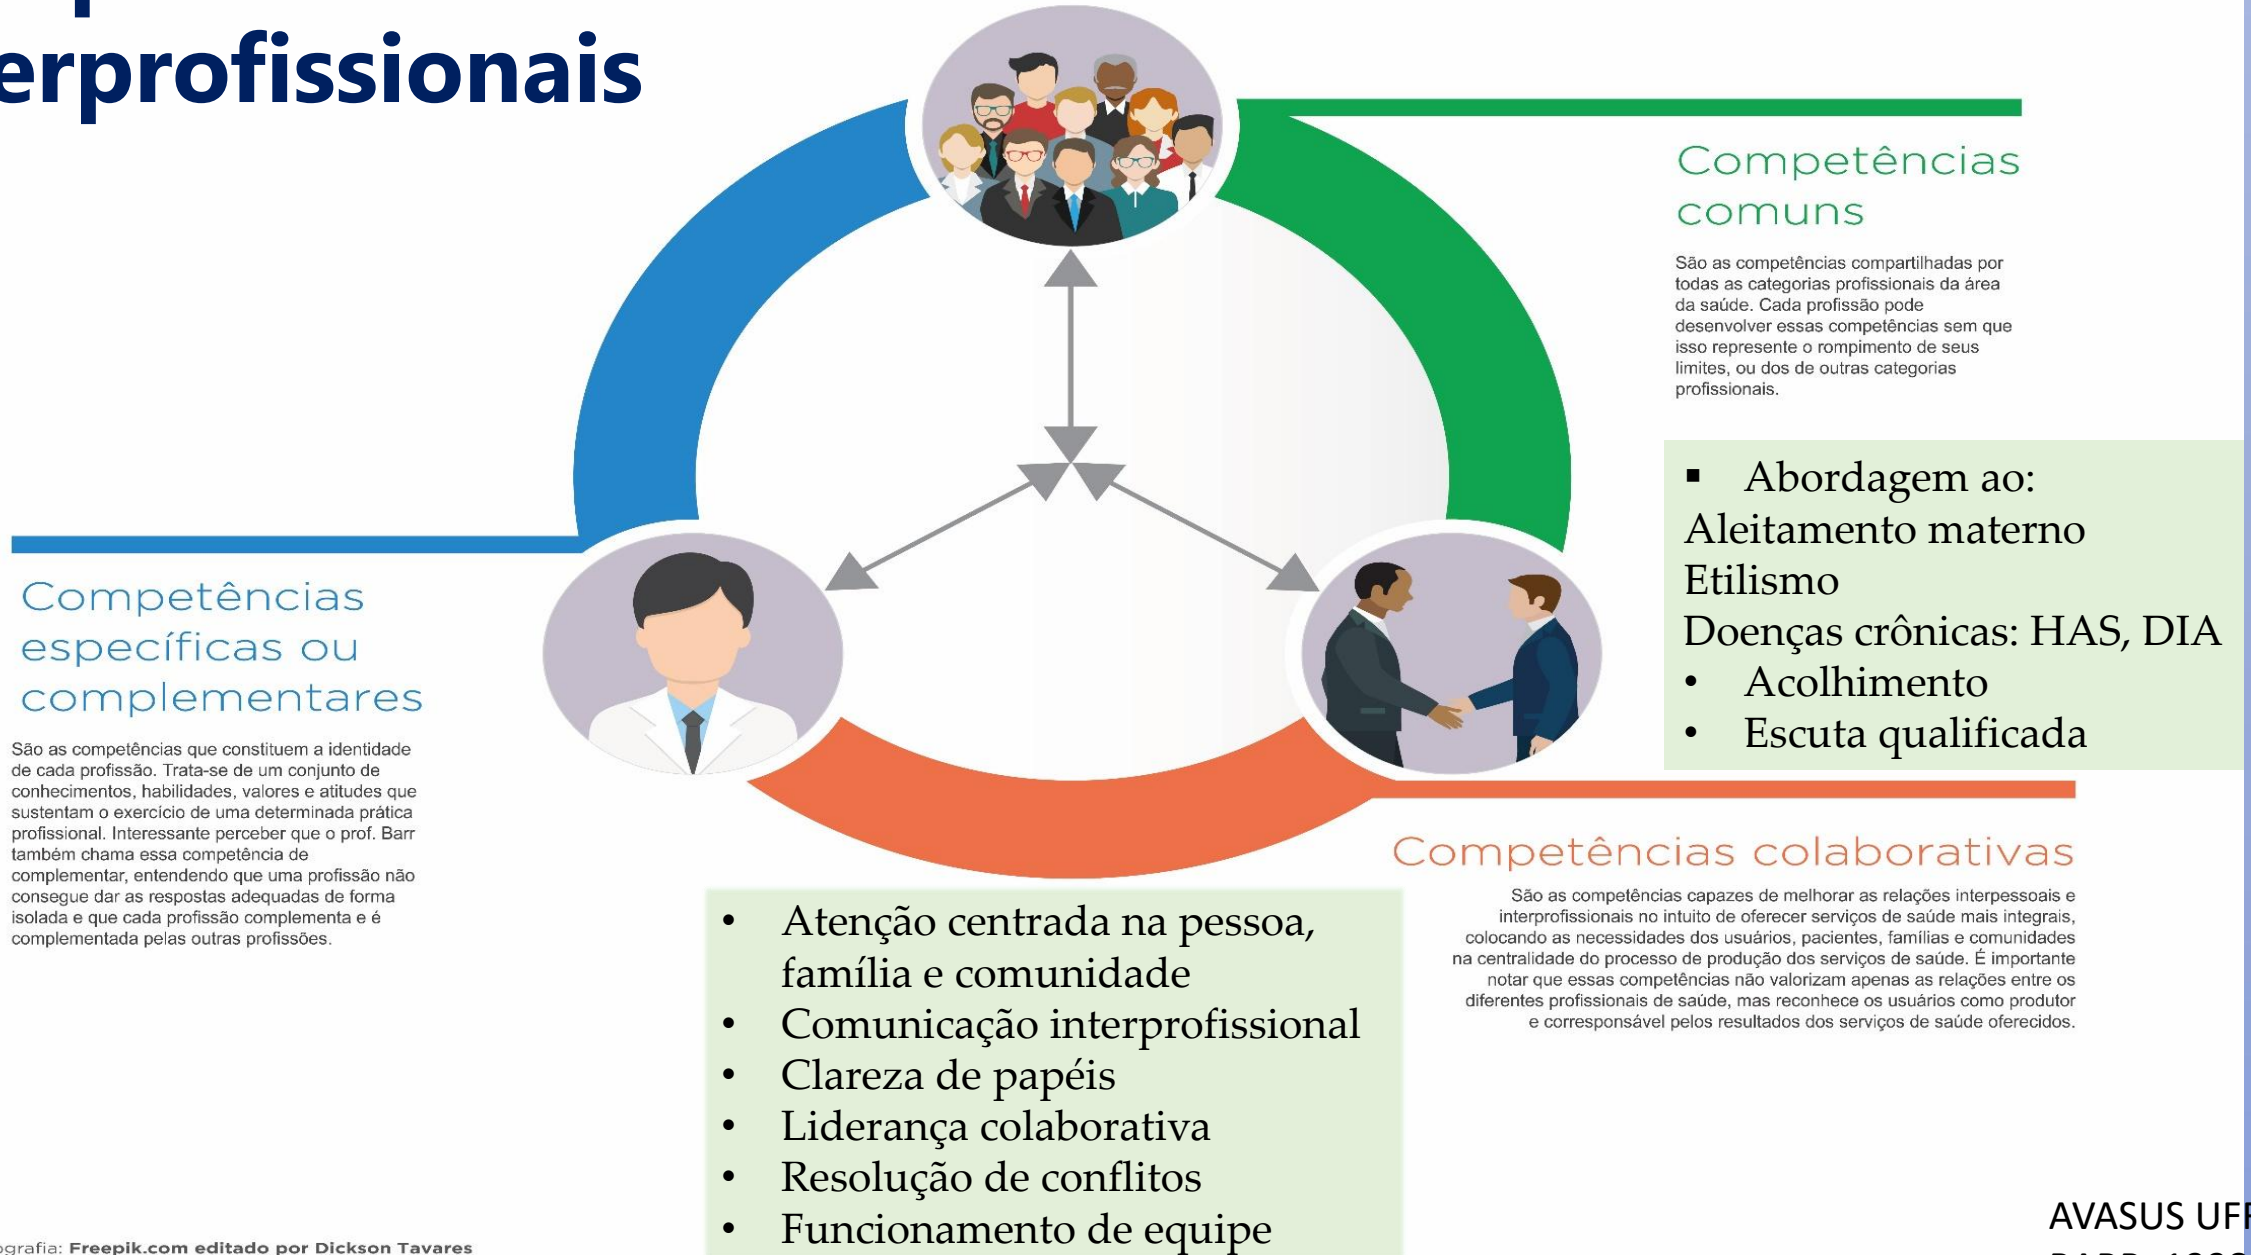 erprofissionais
Competências
comuns
São as competências compartilhadas por
todas as categorias profissionais da área
da saúde. Cada profissão pode
desenvolver essas competências sem que
isso represente o rompimento de seus
limites, ou dos de outras categorias
profissionais.
▪ Abordagem ao:
Aleitamento materno
Etilismo
Doenças crônicas: HAS, DIA
• Acolhimento
• Escuta qualificada
Competências
específicas ou
complementares
São as competências que constituem a identidade
de cada profissão. Trata-se de um conjunto de
conhecimentos, habilidades, valores e atitudes que
sustentam o exercício de uma determinada prática
profissional. Interessante perceber que o prof. Barr
também chama essa competência de
complementar, entendendo que uma profissão não
consegue dar as respostas adequadas de forma
isolada e que cada profissão complementa e é
complementada pelas outras profissões.
Competências colaborativas
São as competências capazes de melhorar as relações interpessoais e
interprofissionais no intuito de oferecer serviços de saúde mais integrais,
colocando as necessidades dos usuários, pacientes, famílias e comunidades
na centralidade do processo de produção dos serviços de saúde. É importante
notar que essas competências não valorizam apenas as relações entre os
diferentes profissionais de saúde, mas reconhece os usuários como produtor
e corresponsável pelos resultados dos serviços de saúde oferecidos.
• Atenção centrada na pessoa,
família e comunidade
• Comunicação interprofissional
• Clareza de papéis
• Liderança colaborativa
• Resolução de conflitos
• Funcionamento de equipe
ografia: Freepik.com editado por Dickson Tavares
AVASUS UF